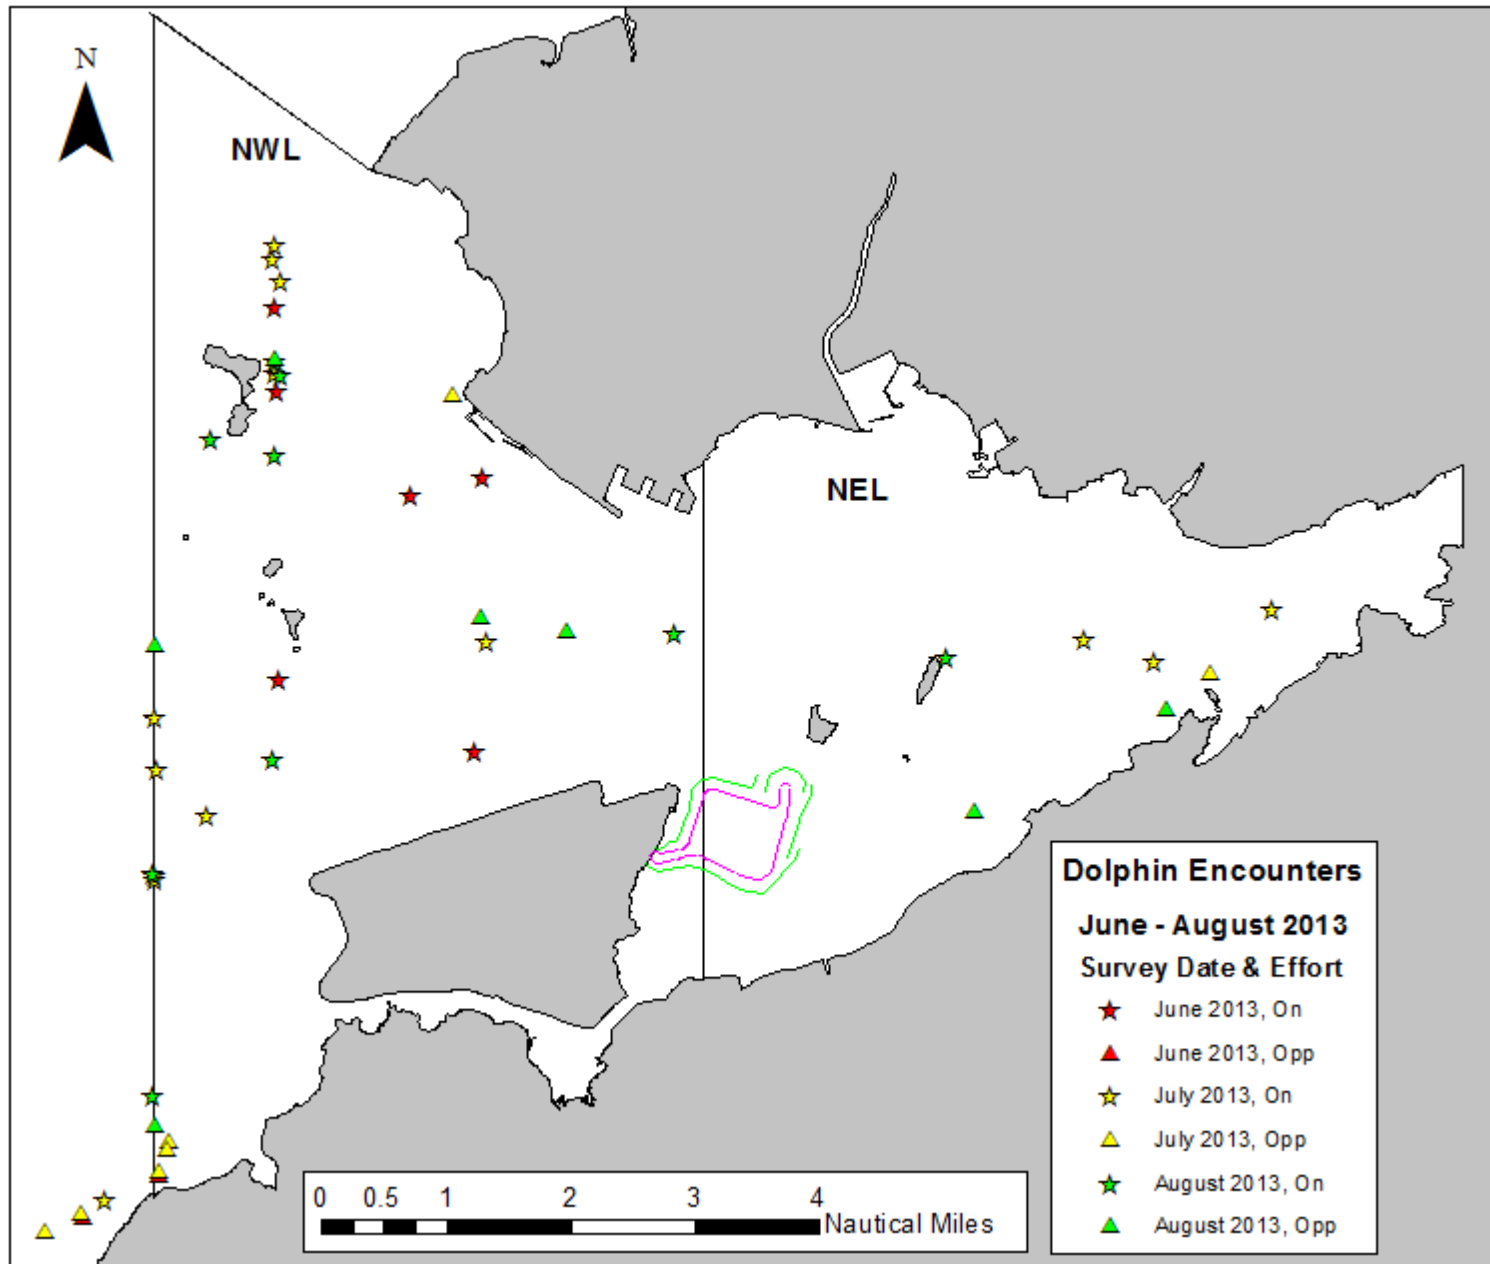 N
NWL
NEL
Dolphin Encounters
June - August 2013
Survey Date & Effort
June 2013, On
June 2013, Opp
July 2013, On
July 2013, Opp
August 2013, On
August 2013, Opp
0 0.5 1 2 3 4
Nautical Miles